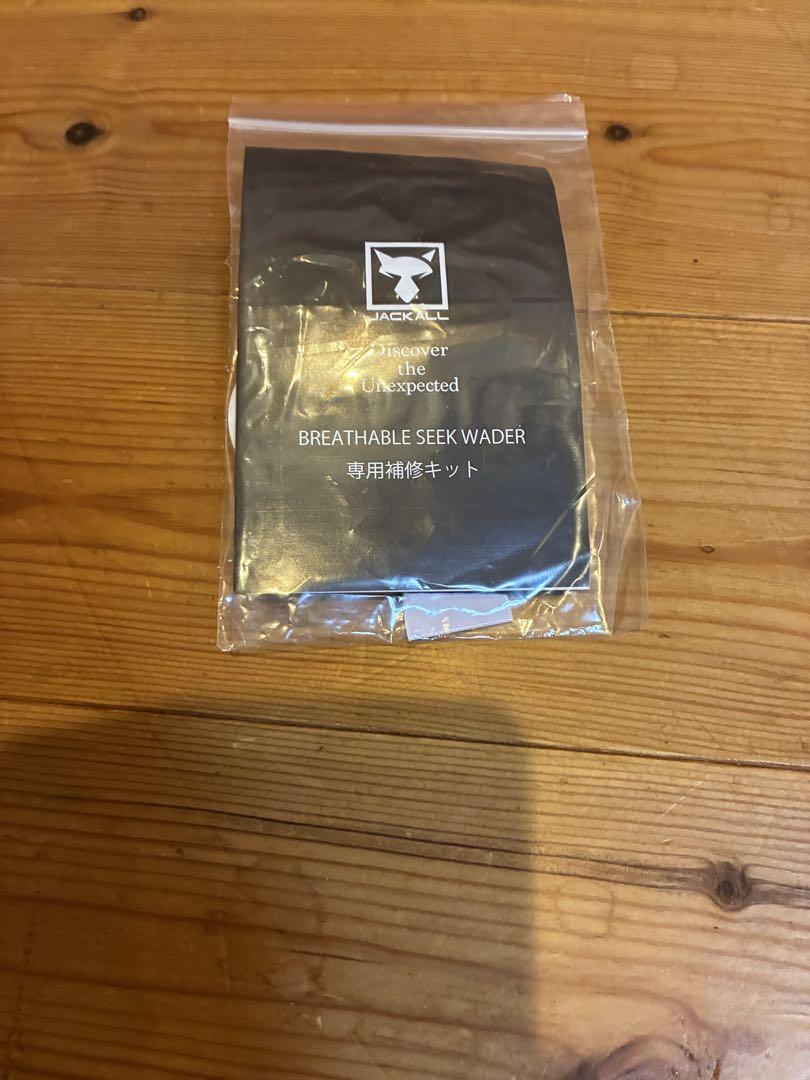 JACKALL
Discover
the
Unexpected
BREATHABLE SEEK WADER
専用補修キット